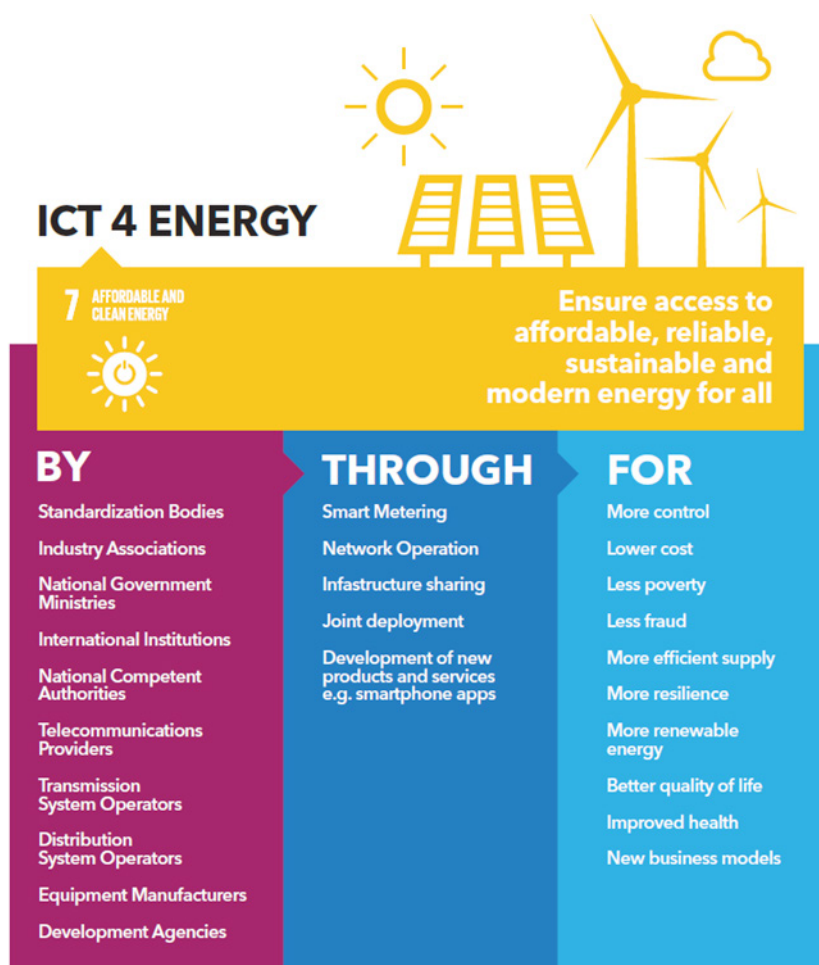 ICT 4 ENERGY
7 AFFORDABLE AND
CLEAN ENERGY
Ensure access to
affordable, reliable,
sustainable and
modern energy for all
BY
Standardization Bodies
Industry Associations
National Government
Ministries
International Institutions
National Competent
Authorities
Telecommunications
Providers
Transmission
System Operators
Distribution
System Operators
Equipment Manufacturers
Development Agencies
THROUGH
Smart Metering
Network Operation
Infastructure sharing
Joint deployment
Development of new
products and services
e.g. smartphone apps
FOR
More control
Lower cost
Less poverty
Less fraud
More efficient supply
More resilience
More renewable
energy
Better quality of life
Improved health
New business models